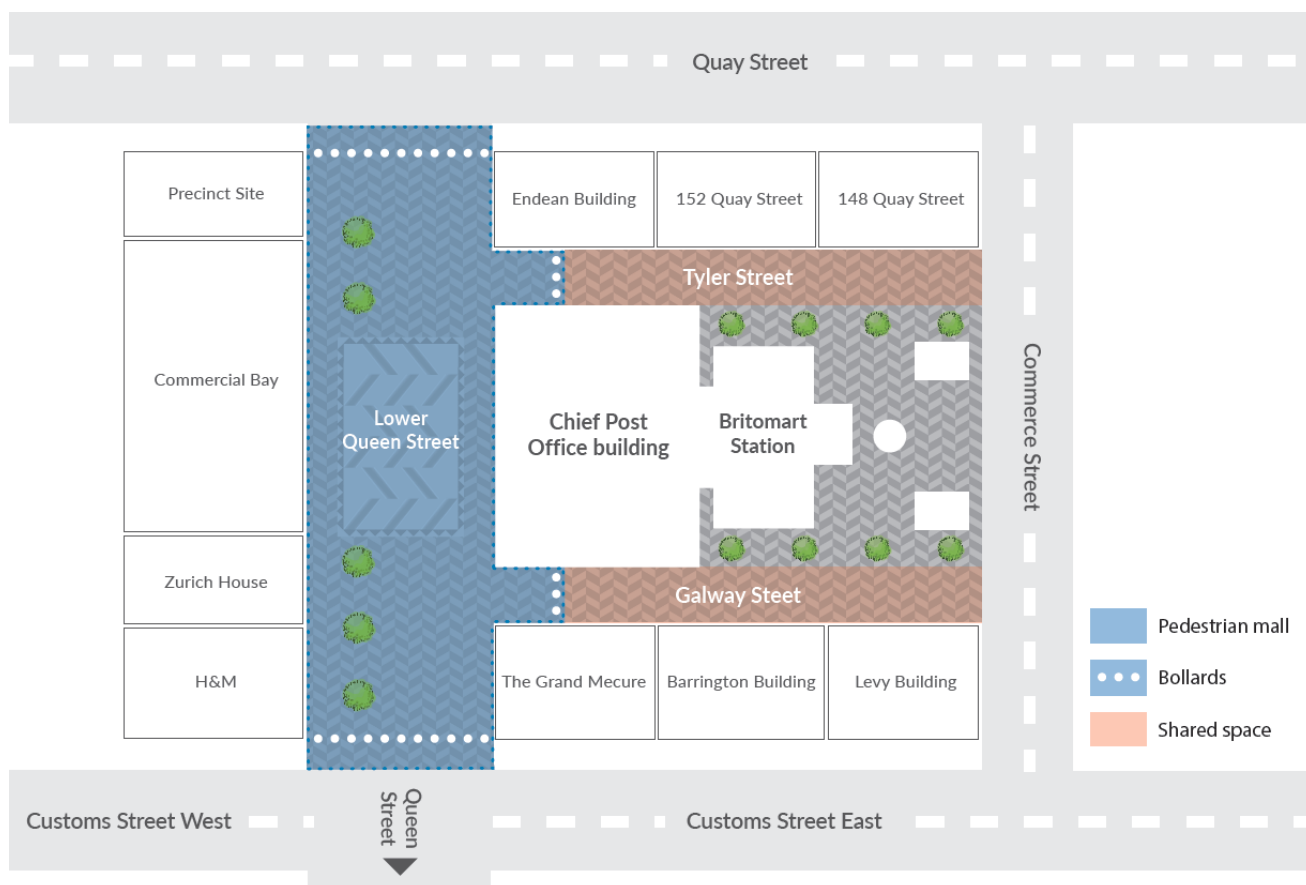 Quay Street
Precinct Site
Endean Building
152 Quay Street
148 Quay Street
Tyler Street
Commercial Bay
Lower
Queen Street
Chief Post
Office building
Britomart
Station
Commerce Street
Zurich House
Galway Steet
H&M
The Grand Mecure
Barrington Building
Levy Building
Pedestrian mall
Bollards
Shared space
Customs Street West
Queen
Street
Customs Street East